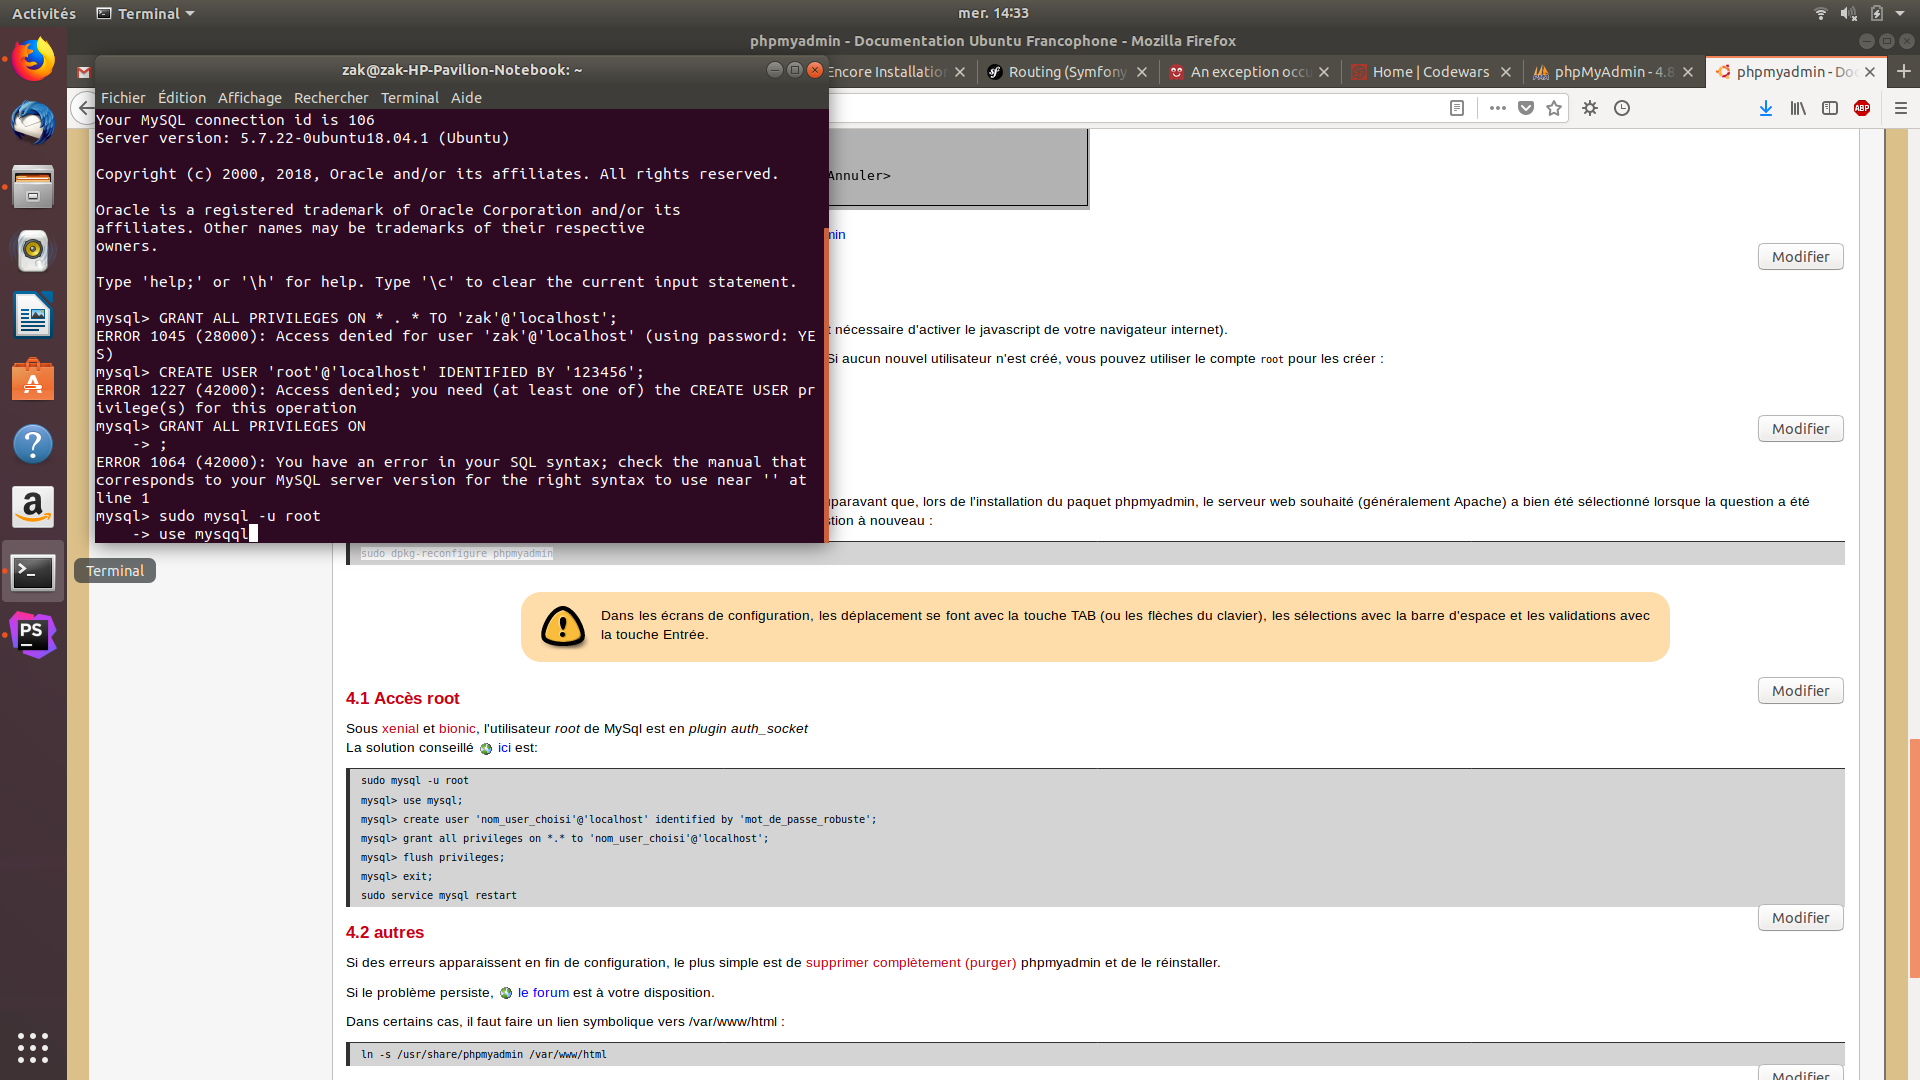 Activités
Terminal
mer. 14:33
phpmyadmin - Documentation Ubuntu Francophone - Mozilla Firefox
zak@zak-HP-Pavilion-Notebook: ~
Encore Installation
Routing (Symfony
An exception occu
Home | Codewars
phpMyAdmin - 4.8
phpmyadmin - Doc
Fichier Édition Affichage Rechercher Terminal Aide
ABP
Your MySQL connection id is 106
Server version: 5.7.22-0ubuntu18.04.1 (Ubuntu)
Copyright (c) 2000, 2018, Oracle and/or its affiliates. All rights reserved.
Oracle is a registered trademark of Oracle Corporation and/or its
affiliates. Other names may be trademarks of their respective
owners.
Type 'help;' or '\h' for help. Type '\c' to clear the current input statement.
mysql> GRANT ALL PRIVILEGES ON * . * TO 'zak'@'localhost';
ERROR 1045 (28000): Access denied for user 'zak'@'localhost' (using password: YE
S)
mysql> CREATE USER 'root'@'localhost' IDENTIFIED BY '123456';
ERROR 1227 (42000): Access denied; you need (at least one of) the CREATE USER pr
ivilege(s) for this operation
mysql> GRANT ALL PRIVILEGES ON
-> ;
ERROR 1064 (42000): You have an error in your SQL syntax; check the manual that
corresponds to your MySQL server version for the right syntax to use near '' at
line 1
mysql> sudo mysql -u root
-> use mysqql
Terminal
PS
Annuler>
min
Modifier
t nécessaire d'activer le javascript de votre navigateur internet).
Si aucun nouvel utilisateur n'est créé, vous pouvez utiliser le compte root pour les créer :
Modifier
uparavant que, lors de l'installation du paquet phpmyadmin, le serveur web souhaité (généralement Apache) a bien été sélectionné lorsque la question a été
stion à nouveau :
sudo dpkg-reconfigure phpmyadmin
Dans les écrans de configuration, les déplacement se font avec la touche TAB (ou les flèches du clavier), les sélections avec la barre d'espace et les validations avec
la touche Entrée.
Modifier
4.1 Accès root
Sous xenial et bionic, l'utilisateur root de MySql est en plugin auth_socket
La solution conseillé ici est:
sudo mysql -u root
mysql> use mysql;
mysql> create user 'nom_user_choisi'@'localhost' identified by 'mot_de_passe_robuste';
mysql> grant all privileges on *.* to 'nom_user_choisi'@'localhost';
mysql> flush privileges;
mysql> exit;
sudo service mysql restart
Modifier
4.2 autres
Si des erreurs apparaissent en fin de configuration, le plus simple est de supprimer complètement (purger) phpmyadmin et de le réinstaller.
Si le problème persiste, le forum est à votre disposition.
Dans certains cas, il faut faire un lien symbolique vers /var/www/html :
ln -s /usr/share/phpmyadmin /var/www/html
Modifier